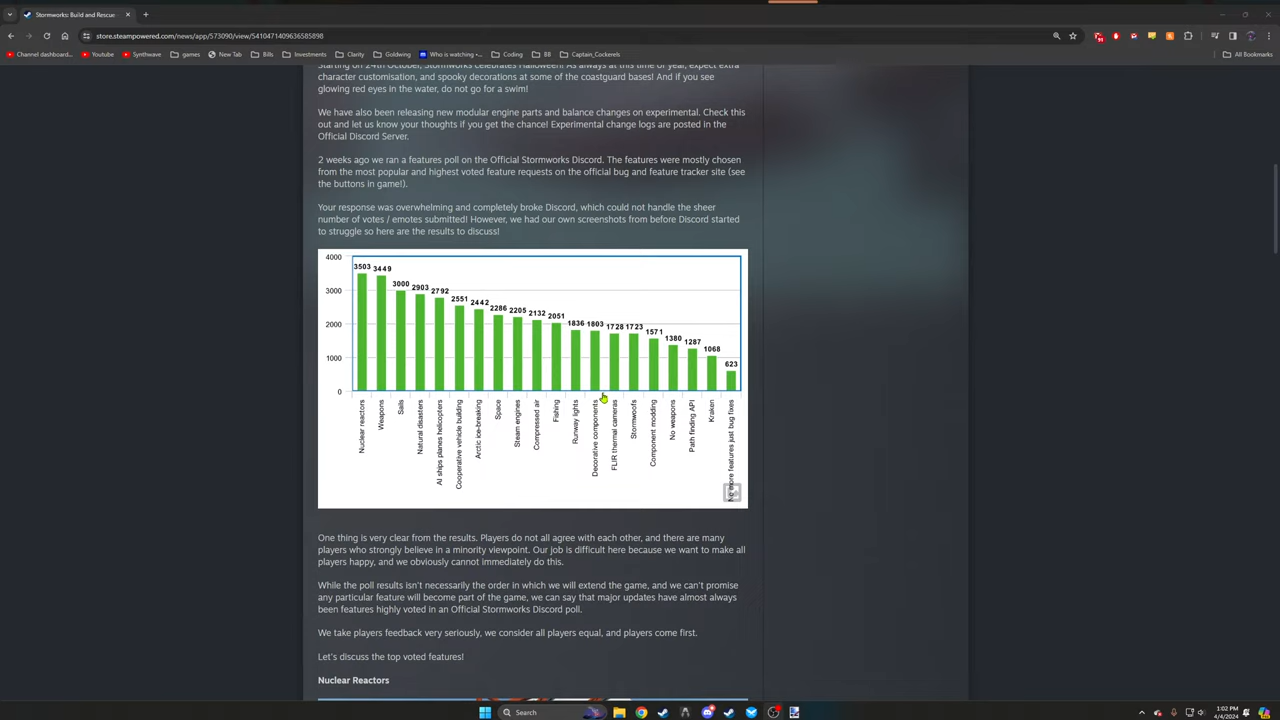 Stormworks: Build and Rescue
store.steampowered.com/news/app/573090/view/5410471409636585898
Channel dashboard...
Youtube
Synthwave
games
New Tab
Bills
Investments
Clarity
Goldwing
Who is watching •...
Coding
88
Captain_Cockerels
All Bookmarks
Starting on 24th October, Stormworks celebrates Halloween! As always at this time of year, expect extra
character customisation, and spooky decorations at some of the coastguard bases! And if you see
glowing red eyes in the water, do not go for a swim!
We have also been releasing new modular engine parts and balance changes on experimental. Check this
out and let us know your thoughts if you get the chance! Experimental change logs are posted in the
Official Discord Server.
2 weeks ago we ran a features poll on the Official Stormworks Discord. The features were mostly chosen
from the most popular and highest voted feature requests on the official bug and feature tracker site (see
the buttons in game!).
Your response was overwhelming and completely broke Discord, which could not handle the sheer
number of votes / emotes submitted! However, we had our own screenshots from before Discord started
to struggle so here are the results to discuss!
4000
3000
2000
1000
0
3503
3449
3000
2903
2792
2551
2442
2286
2205
2132
2051
1836
1803
1728
1723
1571
1380
1287
1068
623
Nuclear reactors
Weapons
Sails
Natural disasters
AI ships planes helicopters
Cooperative vehicle building
Arctic ice-breaking
Space
Steam engines
Compressed air
Fishing
Runway lights
Decorative components
FLIR thermal cameras
Stormwoofs
Component modding
No weapons
Path finding API
Kraken
No more features just bug fixes
One thing is very clear from the results. Players do not all agree with each other, and there are many
players who strongly believe in a minority viewpoint. Our job is difficult here because we want to make all
players happy, and we obviously cannot immediately do this.
While the poll results isn't necessarily the order in which we will extend the game, and we can't promise
any particular feature will become part of the game, we can say that major updates have almost always
been features highly voted in an Official Stormworks Discord poll.
We take players feedback very seriously, we consider all players equal, and players come first.
Let's discuss the top voted features!
Nuclear Reactors
Search
1:02 PM
4/4/2024